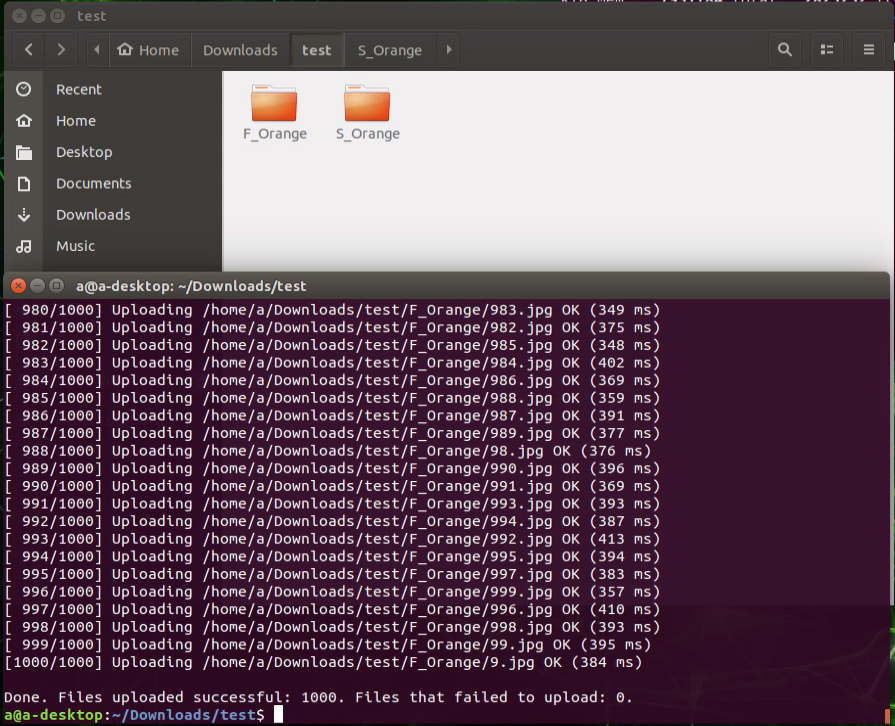 test
Home Downloads test S_Orange
Recent
Home
Desktop
Documents
Downloads
Music
F_Orange S_Orange
a@a-desktop: ~/Downloads/test
[ 980/1000] Uploading /home/a/Downloads/test/F_Orange/983.jpg OK (349 ms)
[ 981/1000] Uploading /home/a/Downloads/test/F_Orange/982.jpg OK (375 ms)
[ 982/1000] Uploading /home/a/Downloads/test/F_Orange/985.jpg OK (348 ms)
[ 983/1000] Uploading /home/a/Downloads/test/F_Orange/984.jpg OK (402 ms)
[ 984/1000] Uploading /home/a/Downloads/test/F_Orange/986.jpg OK (369 ms)
[ 985/1000] Uploading /home/a/Downloads/test/F_Orange/988.jpg OK (359 ms)
[ 986/1000] Uploading /home/a/Downloads/test/F_Orange/987.jpg OK (391 ms)
[ 987/1000] Uploading /home/a/Downloads/test/F_Orange/989.jpg OK (377 ms)
[ 988/1000] Uploading /home/a/Downloads/test/F_Orange/98.jpg OK (376 ms)
[ 989/1000] Uploading /home/a/Downloads/test/F_Orange/990.jpg OK (396 ms)
[ 990/1000] Uploading /home/a/Downloads/test/F_Orange/991.jpg OK (369 ms)
[ 991/1000] Uploading /home/a/Downloads/test/F_Orange/993.jpg OK (393 ms)
[ 992/1000] Uploading /home/a/Downloads/test/F_Orange/994.jpg OK (387 ms)
[ 993/1000] Uploading /home/a/Downloads/test/F_Orange/992.jpg OK (413 ms)
[ 994/1000] Uploading /home/a/Downloads/test/F_Orange/995.jpg OK (394 ms)
[ 995/1000] Uploading /home/a/Downloads/test/F_Orange/997.jpg OK (383 ms)
[ 996/1000] Uploading /home/a/Downloads/test/F_Orange/999.jpg OK (357 ms)
[ 997/1000] Uploading /home/a/Downloads/test/F_Orange/996.jpg OK (410 ms)
[ 998/1000] Uploading /home/a/Downloads/test/F_Orange/998.jpg OK (393 ms)
[ 999/1000] Uploading /home/a/Downloads/test/F_Orange/99.jpg OK (395 ms)
[1000/1000] Uploading /home/a/Downloads/test/F_Orange/9.jpg OK (384 ms)
Done. Files uploaded successful: 1000. Files that failed to upload: 0.
a@a-desktop:~/Downloads/test$